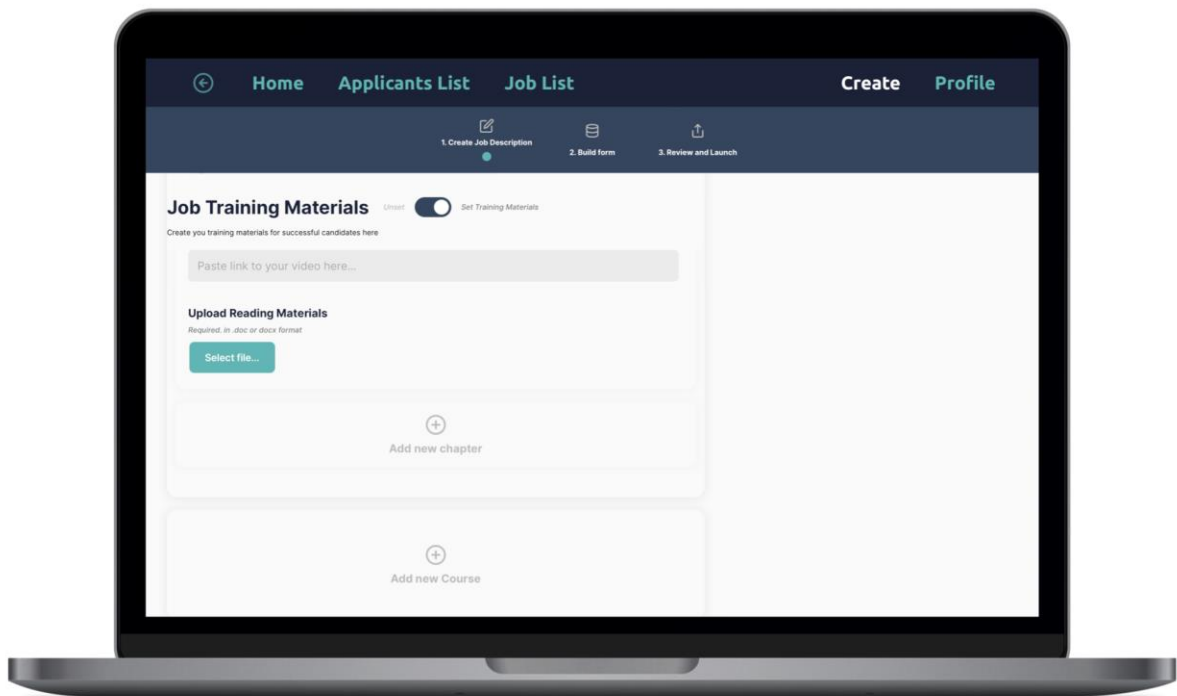 Home Applicants List Job List Create Profile
1. Create Job Description 2. Build form 3. Review and Launch
Job Training Materials Unset Set Training Materials
Create you training materials for successful candidates here
Paste link to your video here...
Upload Reading Materials
Required. in .doc or docx format
Select file...
Add new chapter
Add new Course